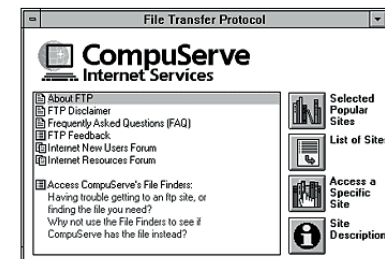 File Transfer Protocol
CompuServe
Internet Services
About FTP
FTP Disclaimer
Frequently Asked Questions (FAQ)
FTP Feedback
Internet New Users Forum
Internet Resources Forum
Access CompuServe's File Finders:
Having trouble getting to an ftp site, or
finding the file you need?
Why not use the File Finders to see if
CompuServe has the file instead?
Selected
Popular
Sites
List of Sites
Access a
Specific
Site
Site
Description